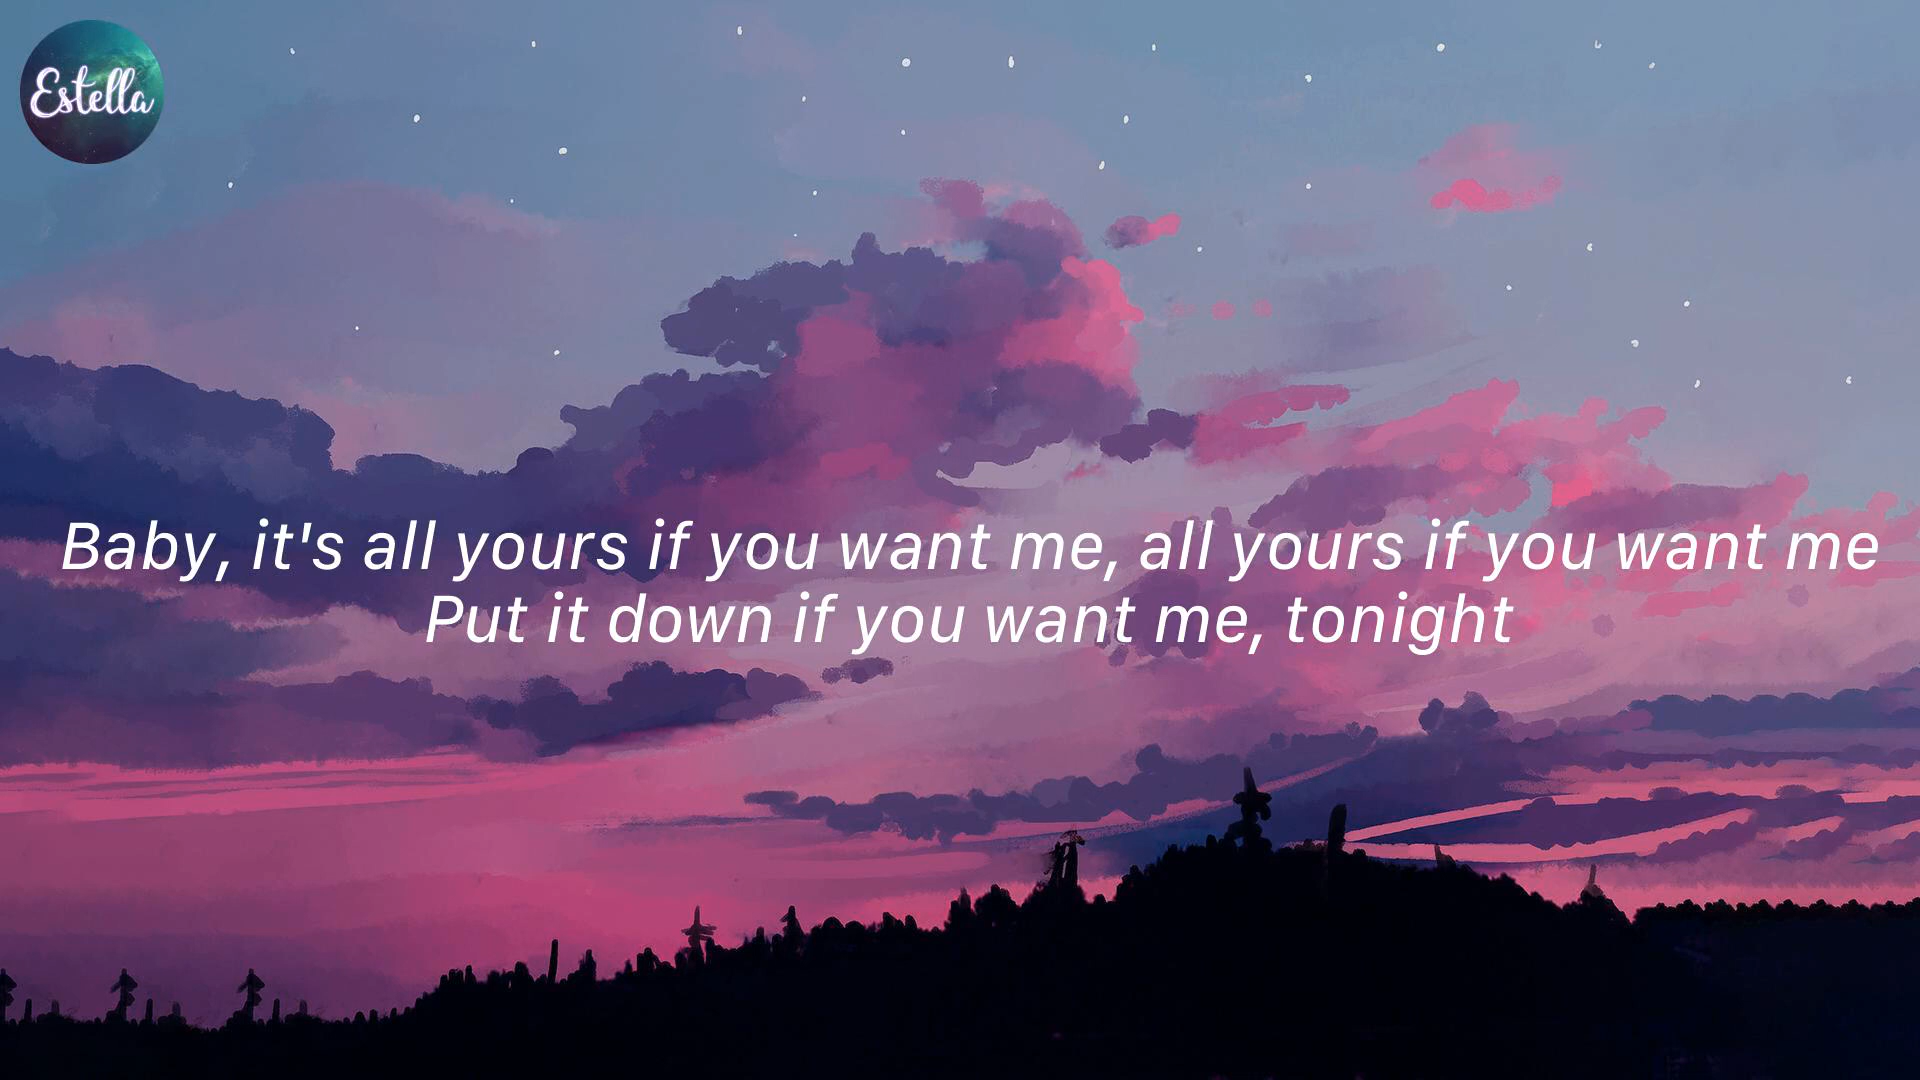 Estella
Baby, it's all yours if you want me, all yours if you want me
Put it down if you want me, tonight